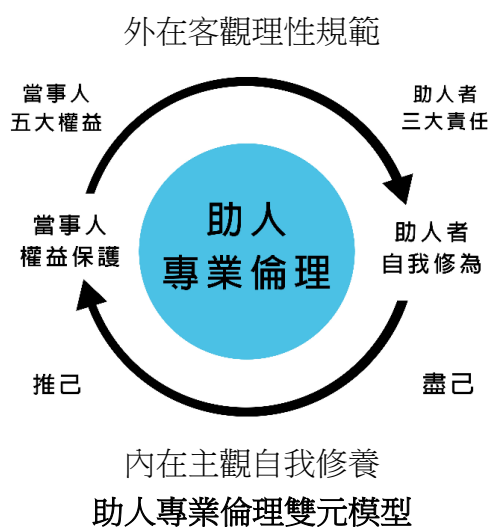 外在客觀理性規範
當事人
五大權益
助人者
三大責任
當事人
權益保護
助人
專業倫理
助人者
自我修為
推己
盡己
內在主觀自我修養
助人專業倫理雙元模型